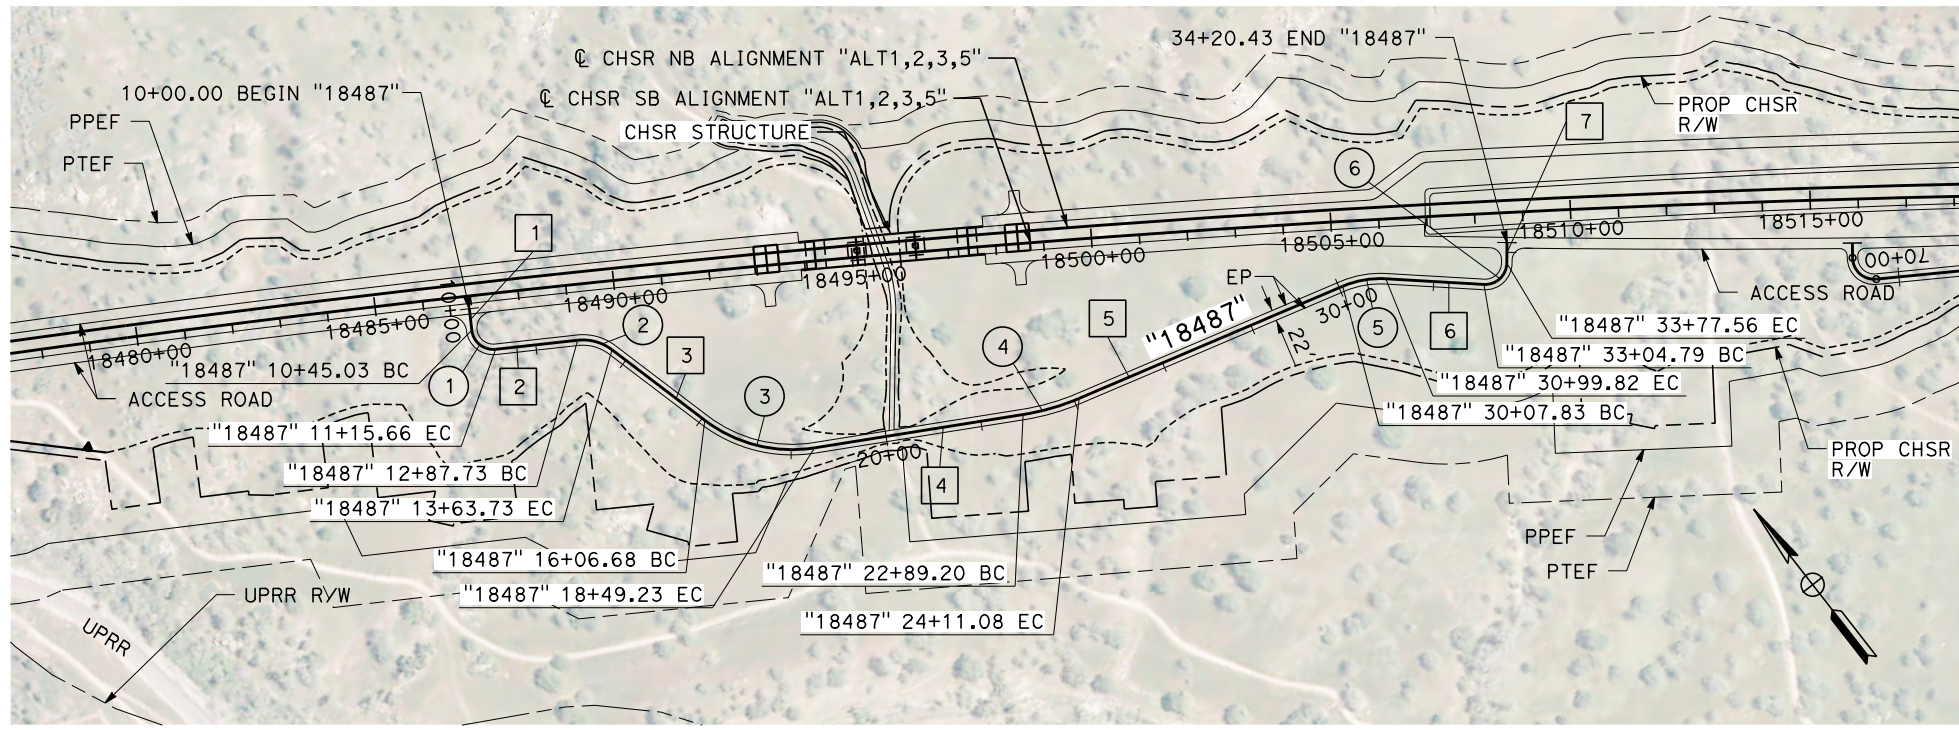 34+20.43 END "18487"
℄ CHSR NB ALIGNMENT "ALT1,2,3,5"
10+00.00 BEGIN "18487"
℄ CHSR SB ALIGNMENT "ALT1,2,3,5"
PROP CHSR
R/W
PPEF
CHSR STRUCTURE
7
PTEF
6
1
18515+00
18510+00
18505+00
18500+00
18495+00
18490+00
18485+00
18480+00
70+00
10+00
EP
30+00
ACCESS ROAD
2
5
"18487"
22
5
6
"18487" 33+77.56 EC
4
3
"18487" 33+04.79 BC
"18487" 10+45.03 BC
1
2
"18487" 30+99.82 EC
ACCESS ROAD
3
"18487" 30+07.83 BC
"18487" 11+15.66 EC
20+00
PROP CHSR
R/W
"18487" 12+87.73 BC
4
"18487" 13+63.73 EC
PPEF
"18487" 16+06.68 BC
"18487" 22+89.20 BC
PTEF
UPRR R/W
"18487" 18+49.23 EC
"18487" 24+11.08 EC
UPRR